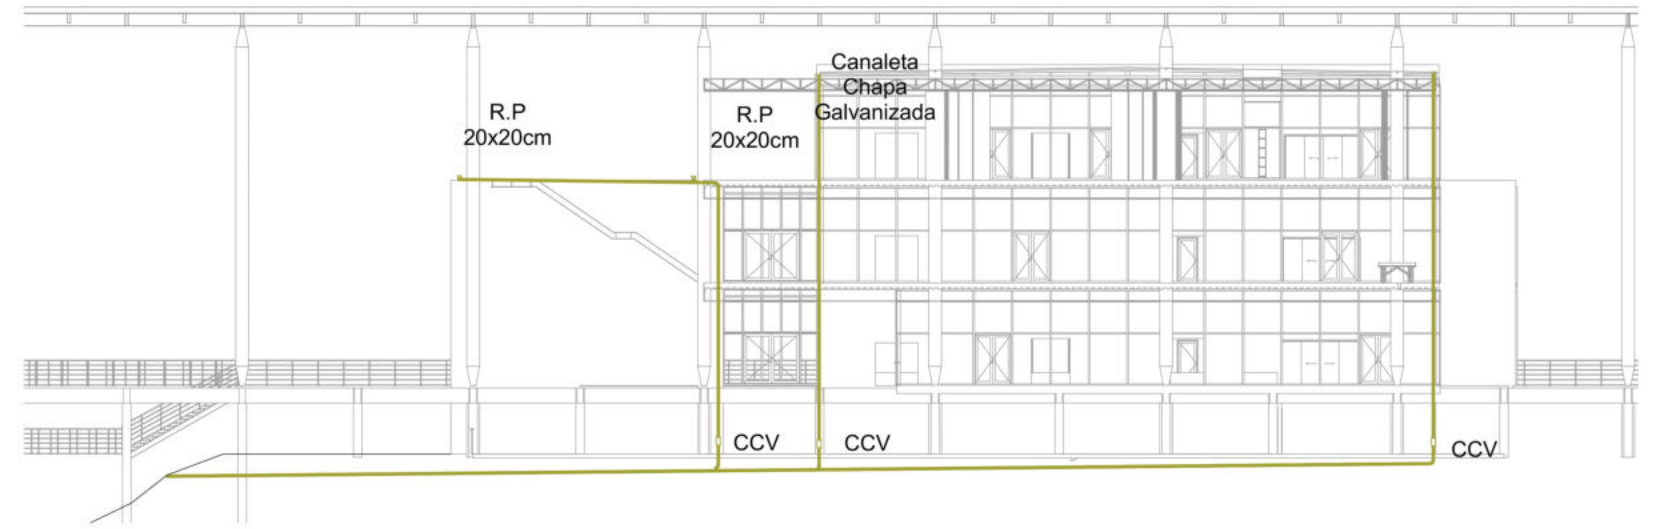 Canaleta
Chapa
Galvanizada
R.P
20x20cm
R.P
20x20cm
CCV
CCV
CCV